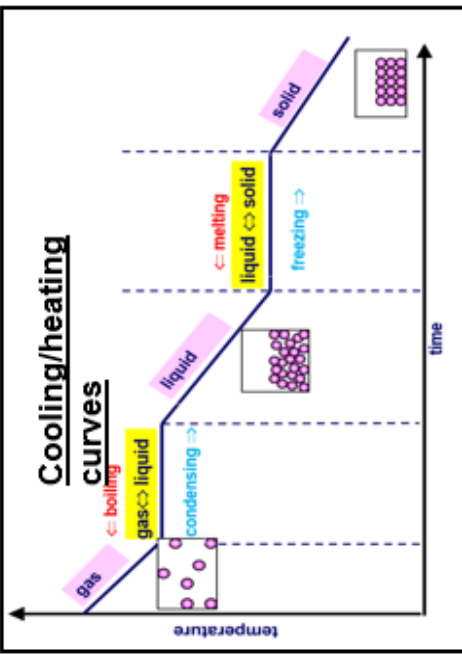 Cooling/heating
curves
gas
⇐ boiling
gas⇔ liquid
condensing ⇒
liquid
⇐ melting
liquid ⇔ solid
freezing ⇒
solid
temperature
time